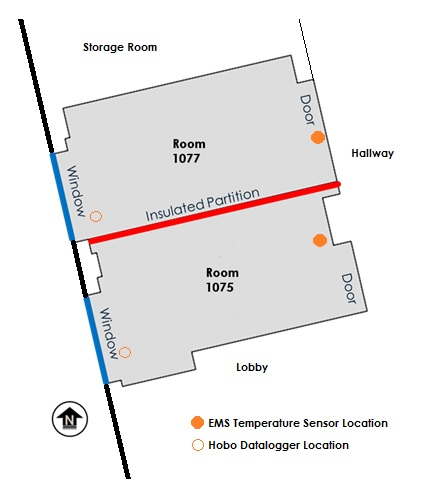 Storage Room
Door
Room
1077
Hallway
Window
Insulated Partition
Room
1075
Door
Window
Lobby
N
EMS Temperature Sensor Location
Hobo Datalogger Location